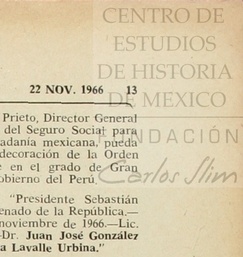 CENTRO DE
ESTUDIOS
DE HISTORIA
DE MEXICO
FUNDACIÓN
Carlos Slim
22 NOV. 1966 13
Prieto, Director General
del Seguro Social para
adanía mexicana, pueda
decoración de la Orden
e en el grado de Gran
obierno del Perú.
"Presidente Sebastián
enado de la República.—
noviembre de 1966.—Lic.
-Dr. Juan José González
a Lavalle Urbina."